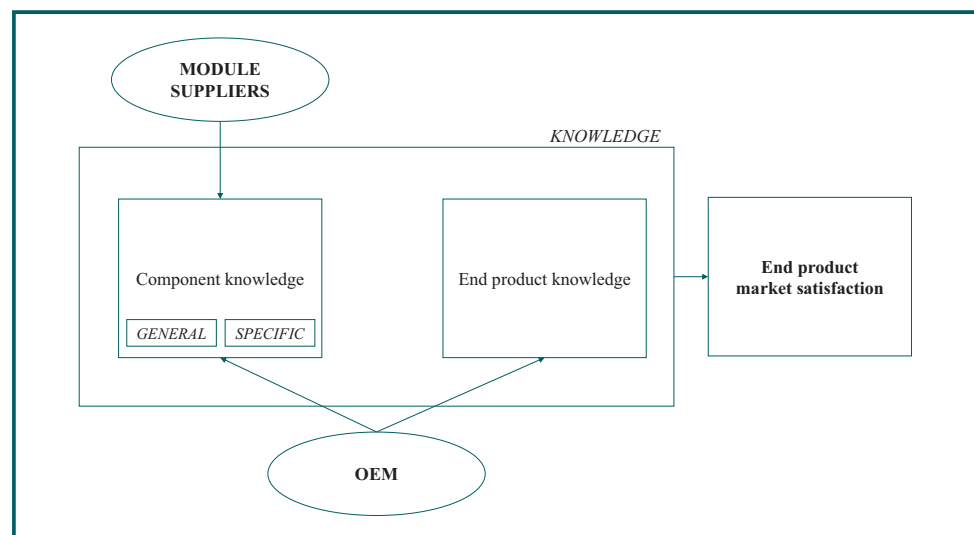 MODULE
SUPPLIERS
KNOWLEDGE
Component knowledge
GENERAL
SPECIFIC
End product knowledge
End product
market satisfaction
OEM